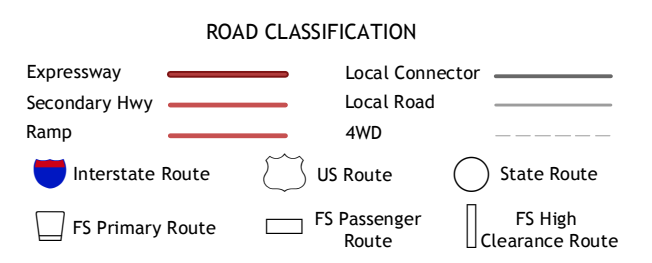 ROAD CLASSIFICATION
Expressway
Local Connector
Secondary Hwy
Local Road
Ramp
4WD
Interstate Route
US Route
State Route
FS Primary Route
FS Passenger
Route
FS High
Clearance Route